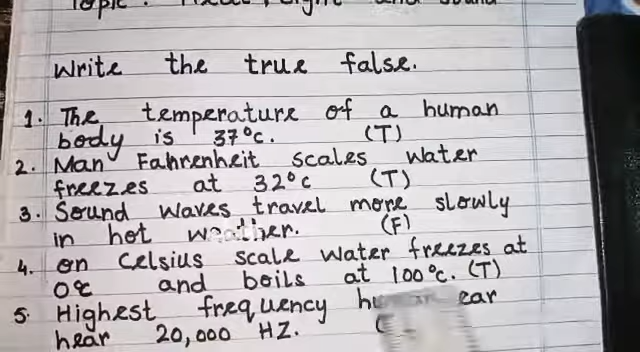 Write the true false.
1. The temperature of a human
body is 37°c. (T)
2. Man Fahrenheit scales water
freezes at 32°c (T)
3. Sound waves travel more slowly
in hot weather. (F)
4. on Celsius scale water freezes at
0°c and boils at 100°c. (T)
5. Highest frequency human ear
hear 20,000 HZ.